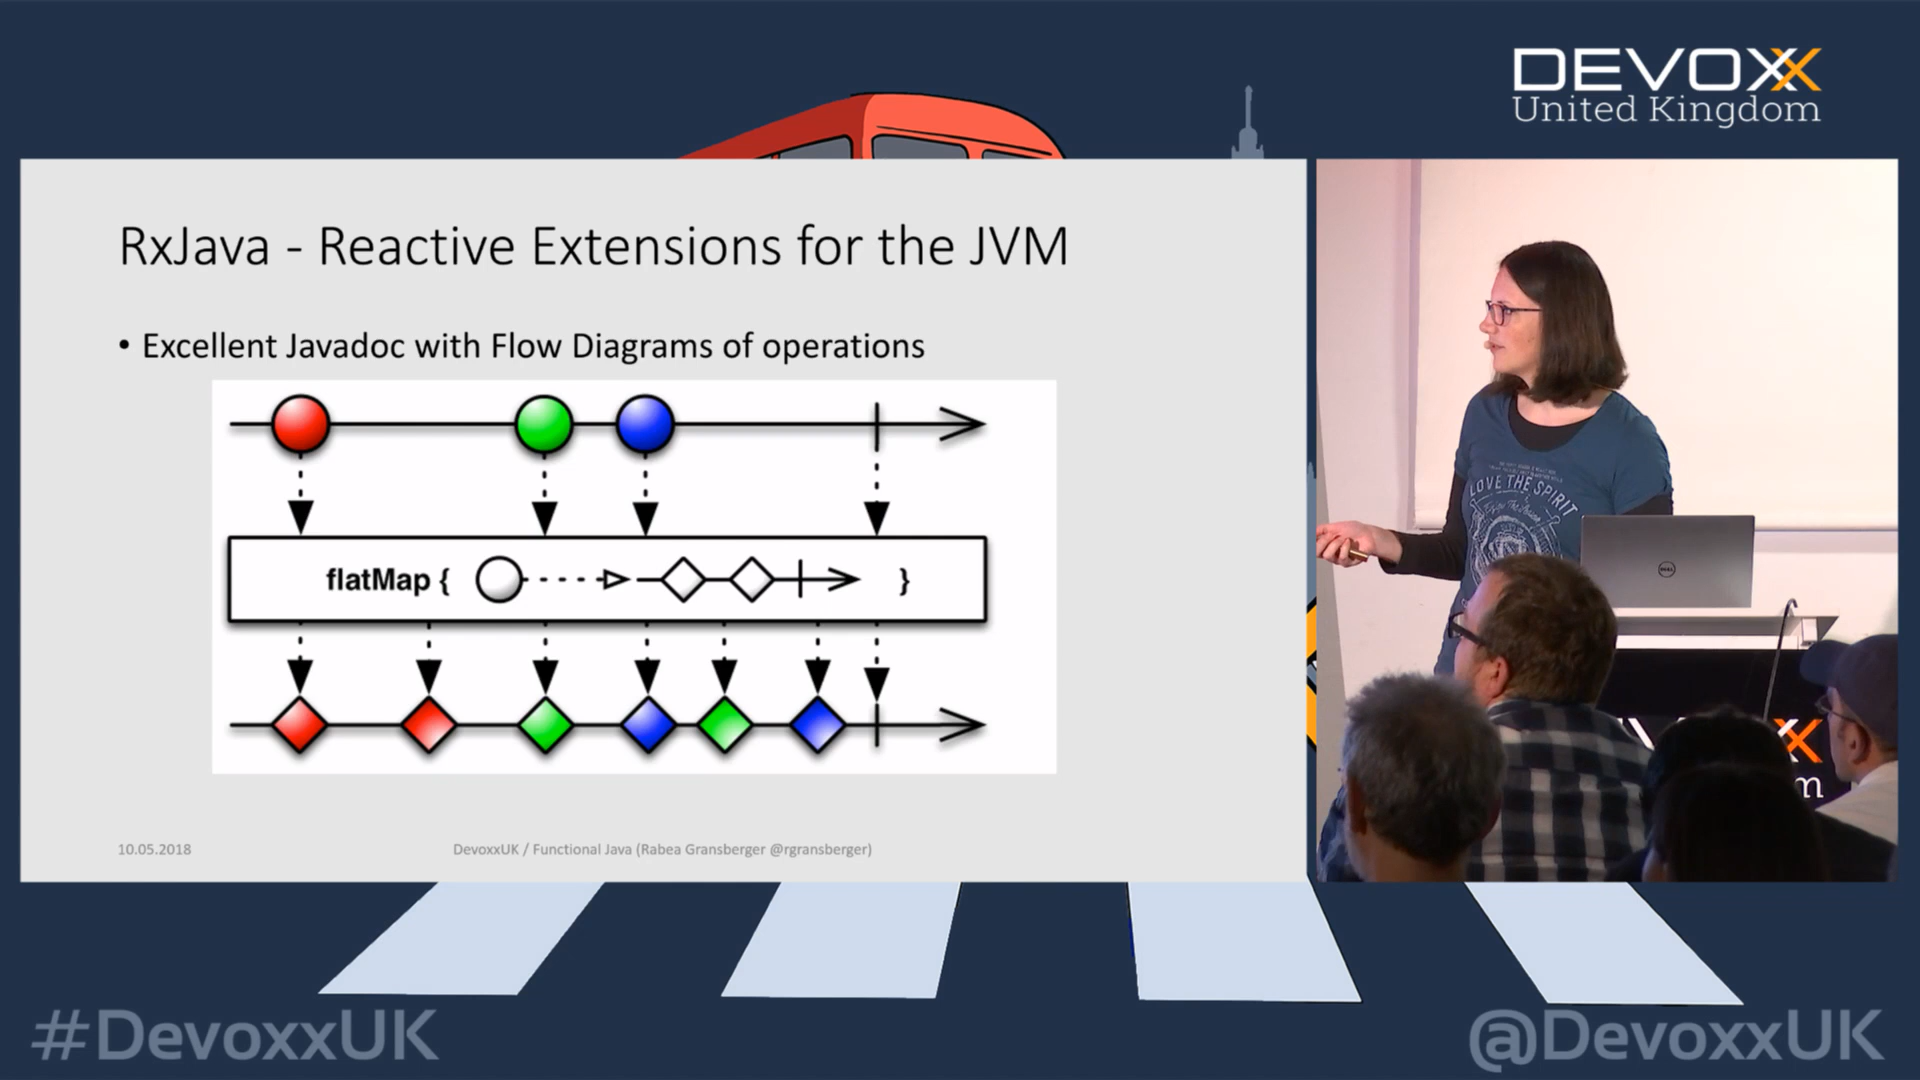 DEVOXX
United Kingdom
RxJava - Reactive Extensions for the JVM
• Excellent Javadoc with Flow Diagrams of operations
flatMap { }
10.05.2018
DevoxxUK / Functional Java (Rabea Gransberger @rgransberger)
LOVE THE SPIRIT
DELL
#DevoxxUK
@DevoxxUK